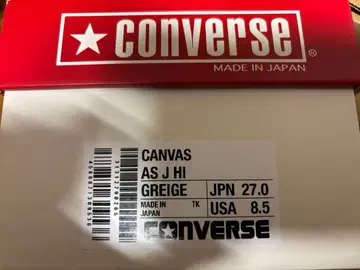 CONVERSE ®
MADE IN JAPAN
CANVAS
AS J HI
GREIGE JPN 27.0
MADE IN JAPAN TK USA 8.5
CONVERSE